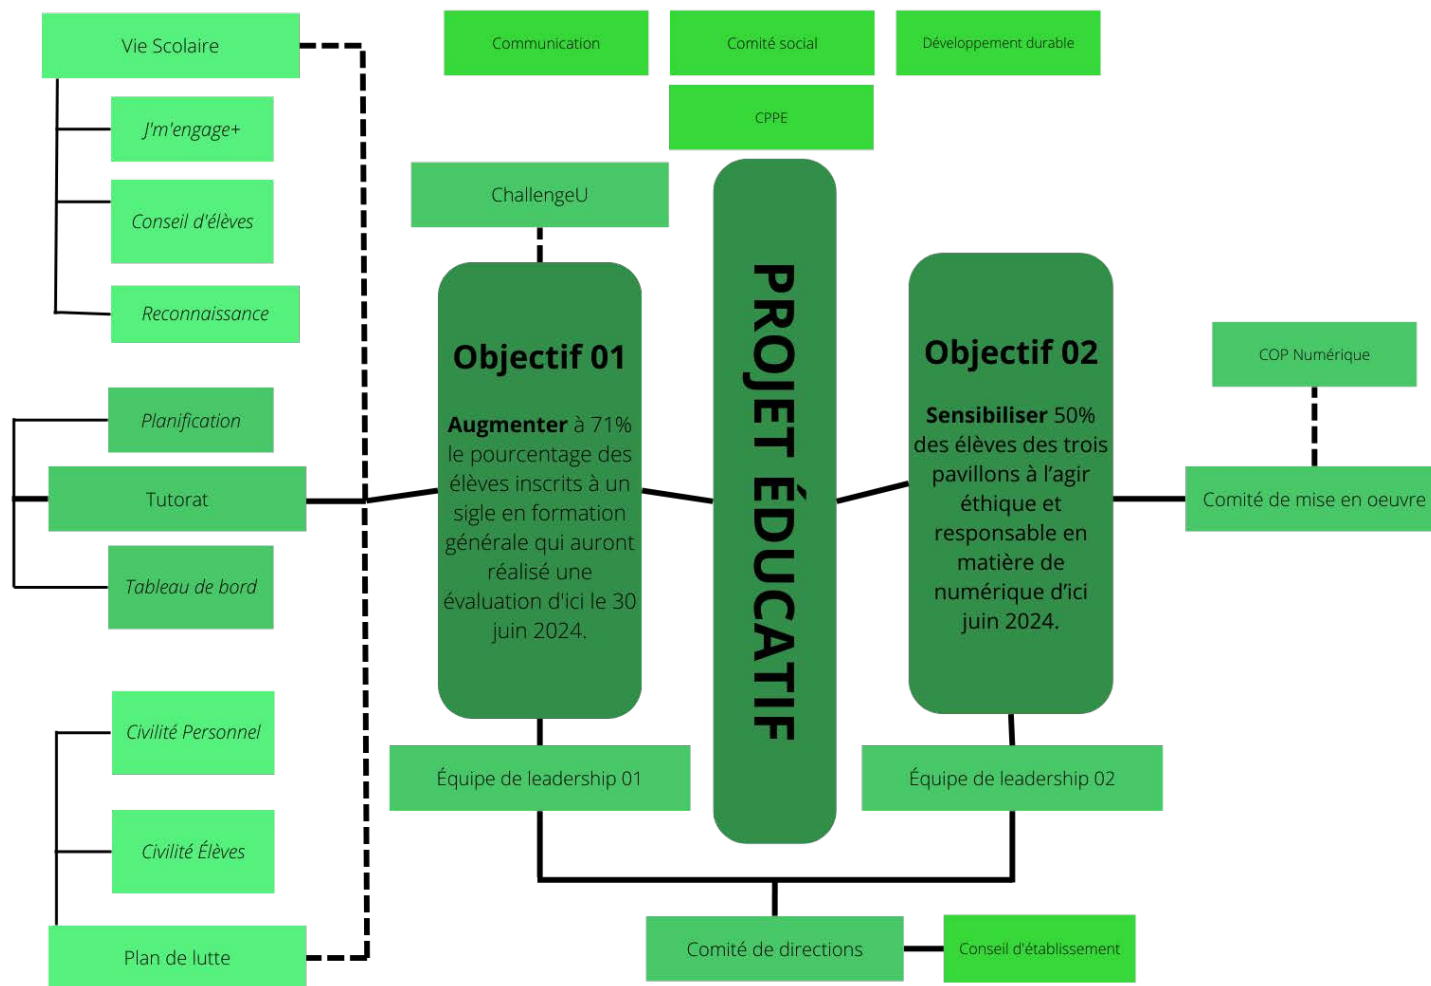 Vie Scolaire
J'm'engage+
Conseil d'élèves
Reconnaissance
Planification
Tutorat
Tableau de bord
Civilité Personnel
Civilité Élèves
Plan de lutte
Communication
Comité social
Développement durable
CPPE
ChallengeU
Objectif 01
Augmenter à 71%
le pourcentage des
élèves inscrits à un
sigle en formation
générale qui auront
réalisé une
évaluation d'ici le 30
juin 2024.
Équipe de leadership 01
PROJET ÉDUCATIF
Objectif 02
Sensibiliser 50%
des élèves des trois
pavillons à l’agir
éthique et
responsable en
matière de
numérique d’ici
juin 2024.
Équipe de leadership 02
COP Numérique
Comité de mise en oeuvre
Comité de directions
Conseil d'établissement